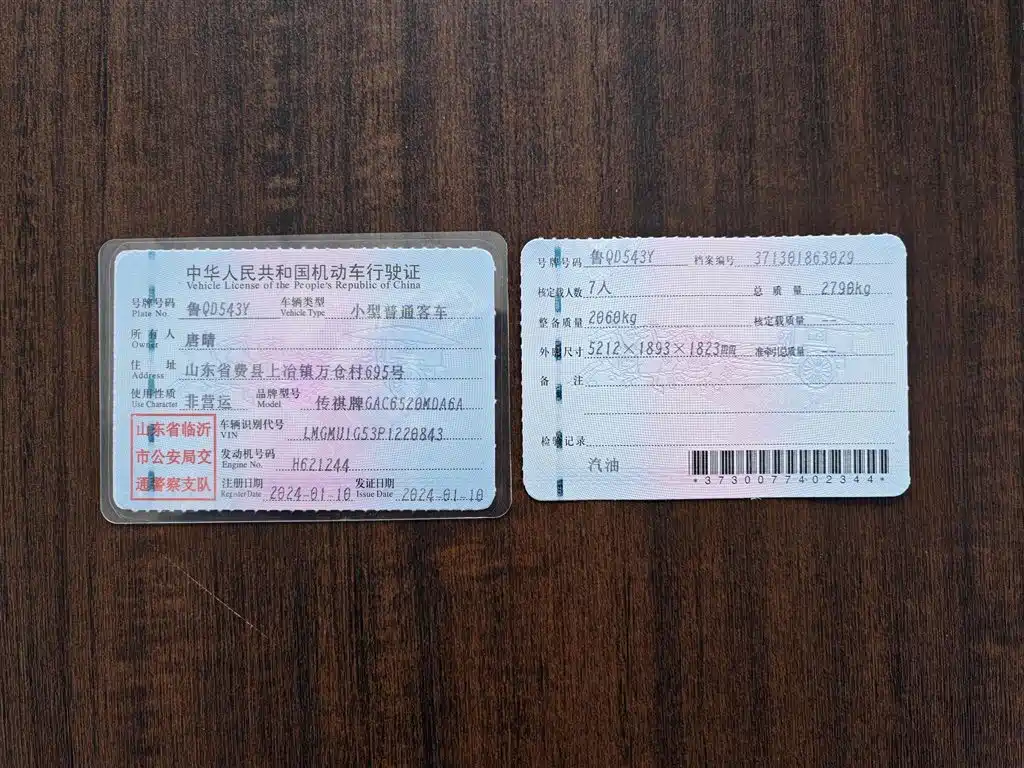 中华人民共和国机动车行驶证
Vehicle License of the People's Republic of China
号牌号码 Plate No. 鲁QD543Y 车辆类型 Vehicle Type 小型普通客车
所有人 Owner 唐晴
住址 Address 山东省费县上冶镇万仓村695号
使用性质 Use Character 非营运 品牌型号 Model 传祺牌GAC6520MDA6A
山东省临沂市公安局交通警察支队
车辆识别代号 VIN LMGMU1G53P1220843
发动机号码 Engine No. H621244
注册日期 Register Date 2024-01-10 发证日期 Issue Date 2024-01-10
号牌号码 鲁QD543Y 档案编号 371301863029
核定载人数 7人 总质量 2790kg
整备质量 2060kg 核定载质量 --
外廓尺寸 5212×1893×1823mm 准牵引总质量 --
备注
检验记录
汽油
*3730077402344*